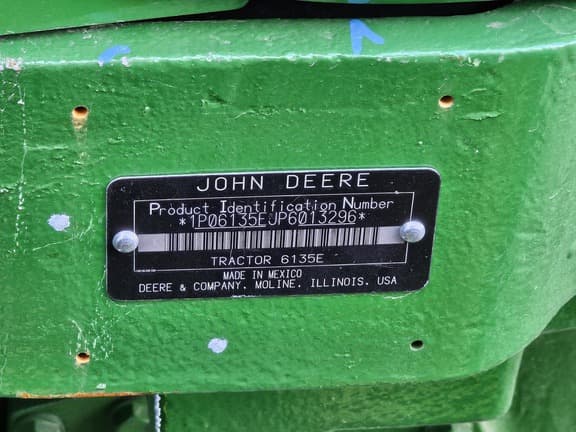 JOHN DEERE
Product Identification Number
*1P06135EJP6013296*
TRACTOR 6135E
MADE IN MEXICO
DEERE & COMPANY. MOLINE, ILLINOIS. USA